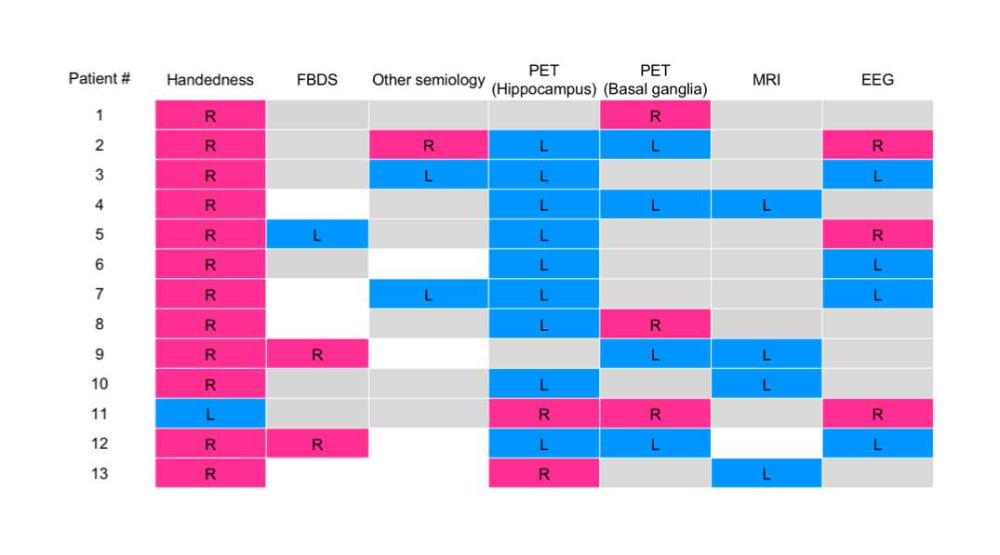 Patient # Handedness FBDS Other semiology PET (Hippocampus) PET (Basal ganglia) MRI EEG
1 R R
2 R R L L R
3 R L L L
4 R L L L
5 R L L R
6 R L L
7 R L L L
8 R L R
9 R R L L
10 R L L
11 L R R R
12 R R L L L
13 R R L